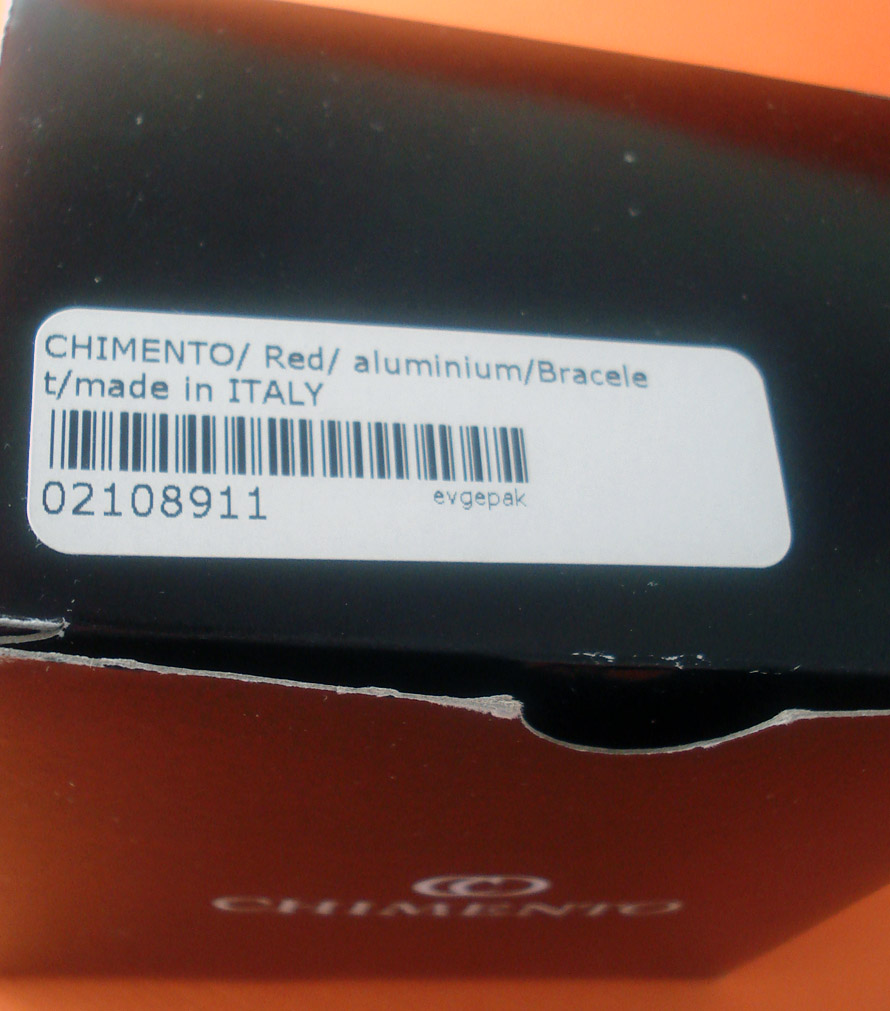 CHIMENTO/ Red/ aluminium/Bracele
t/made in ITALY
02108911
evgepak
CHIMENTO